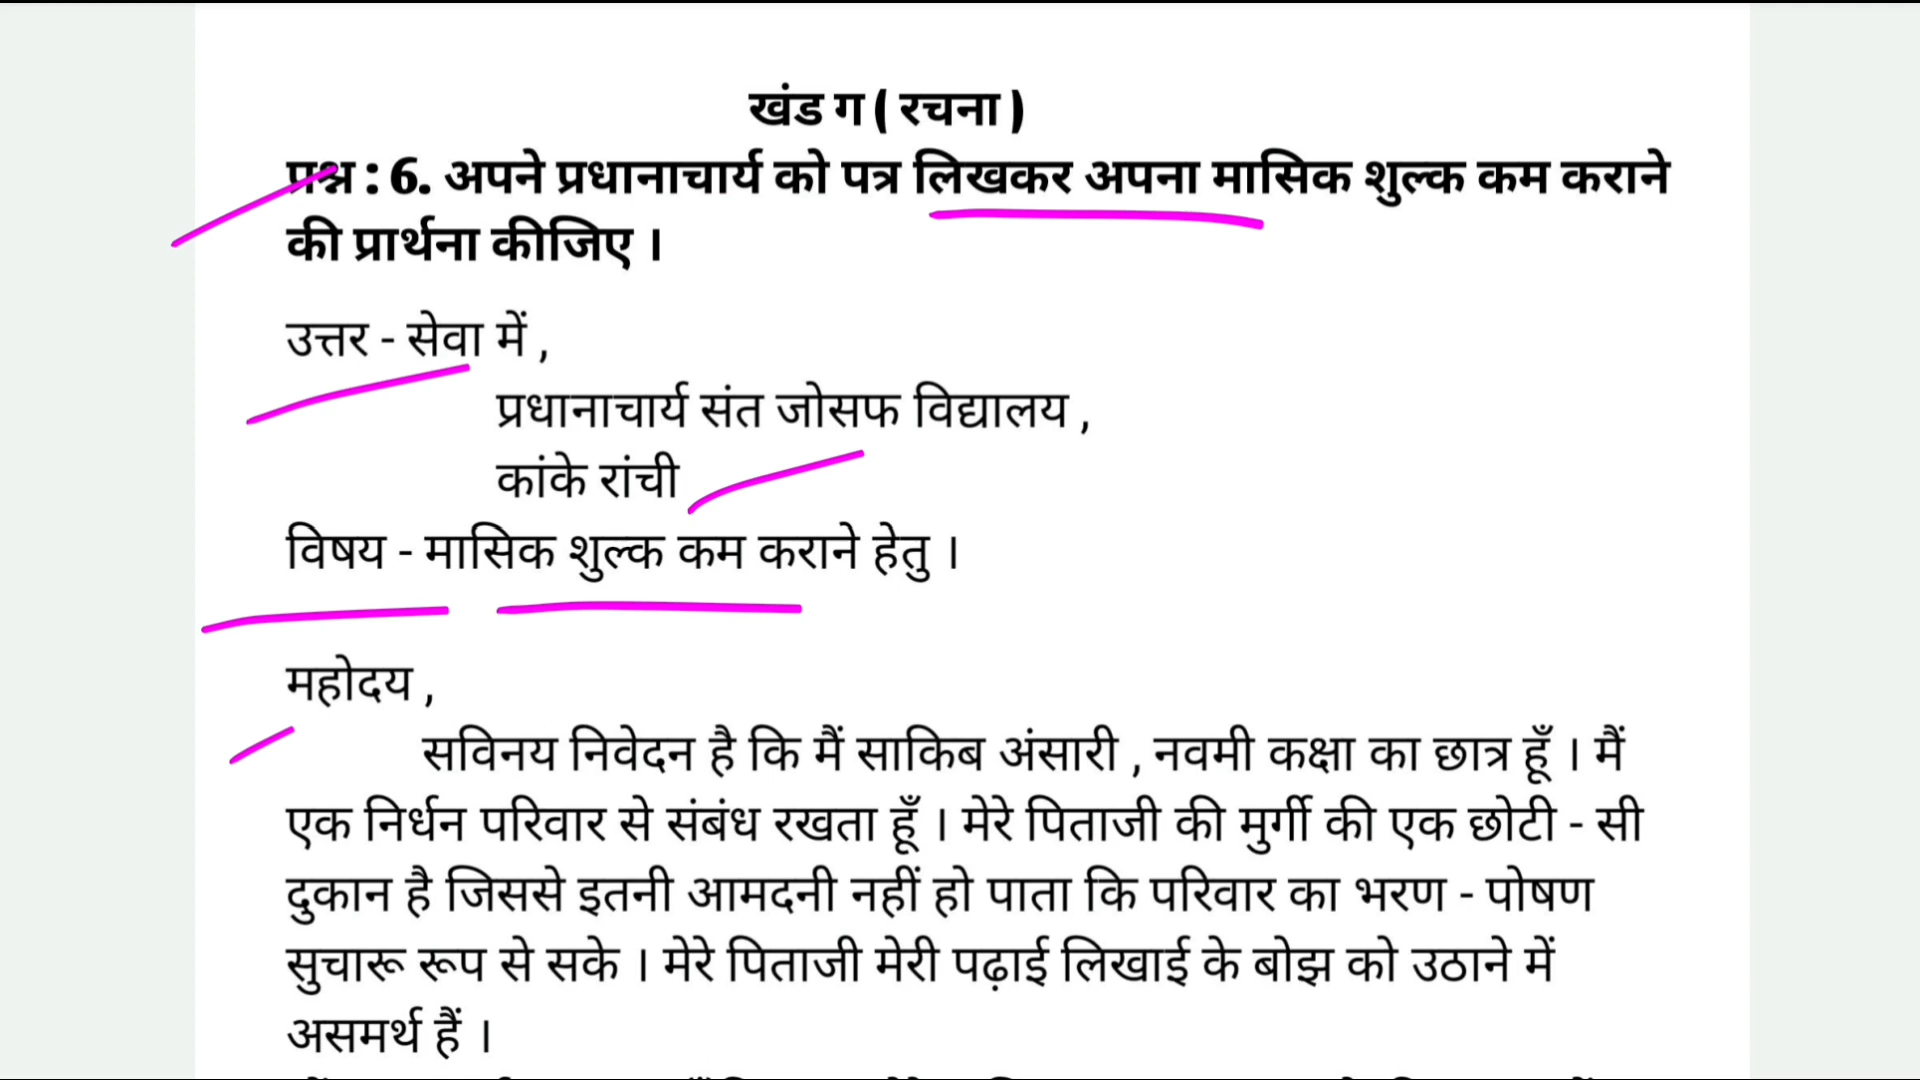 खंड ग ( रचना )
प्रश्न : 6. अपने प्रधानाचार्य को पत्र लिखकर अपना मासिक शुल्क कम कराने
की प्रार्थना कीजिए ।
उत्तर - सेवा में ,
प्रधानाचार्य संत जोसफ विद्यालय ,
कांके रांची
विषय - मासिक शुल्क कम कराने हेतु ।
महोदय ,
सविनय निवेदन है कि मैं साकिब अंसारी , नवमी कक्षा का छात्र हूँ । मैं
एक निर्धन परिवार से संबंध रखता हूँ । मेरे पिताजी की मुर्गी की एक छोटी - सी
दुकान है जिससे इतनी आमदनी नहीं हो पाता कि परिवार का भरण - पोषण
सुचारू रूप से सके । मेरे पिताजी मेरी पढ़ाई लिखाई के बोझ को उठाने में
असमर्थ हैं ।